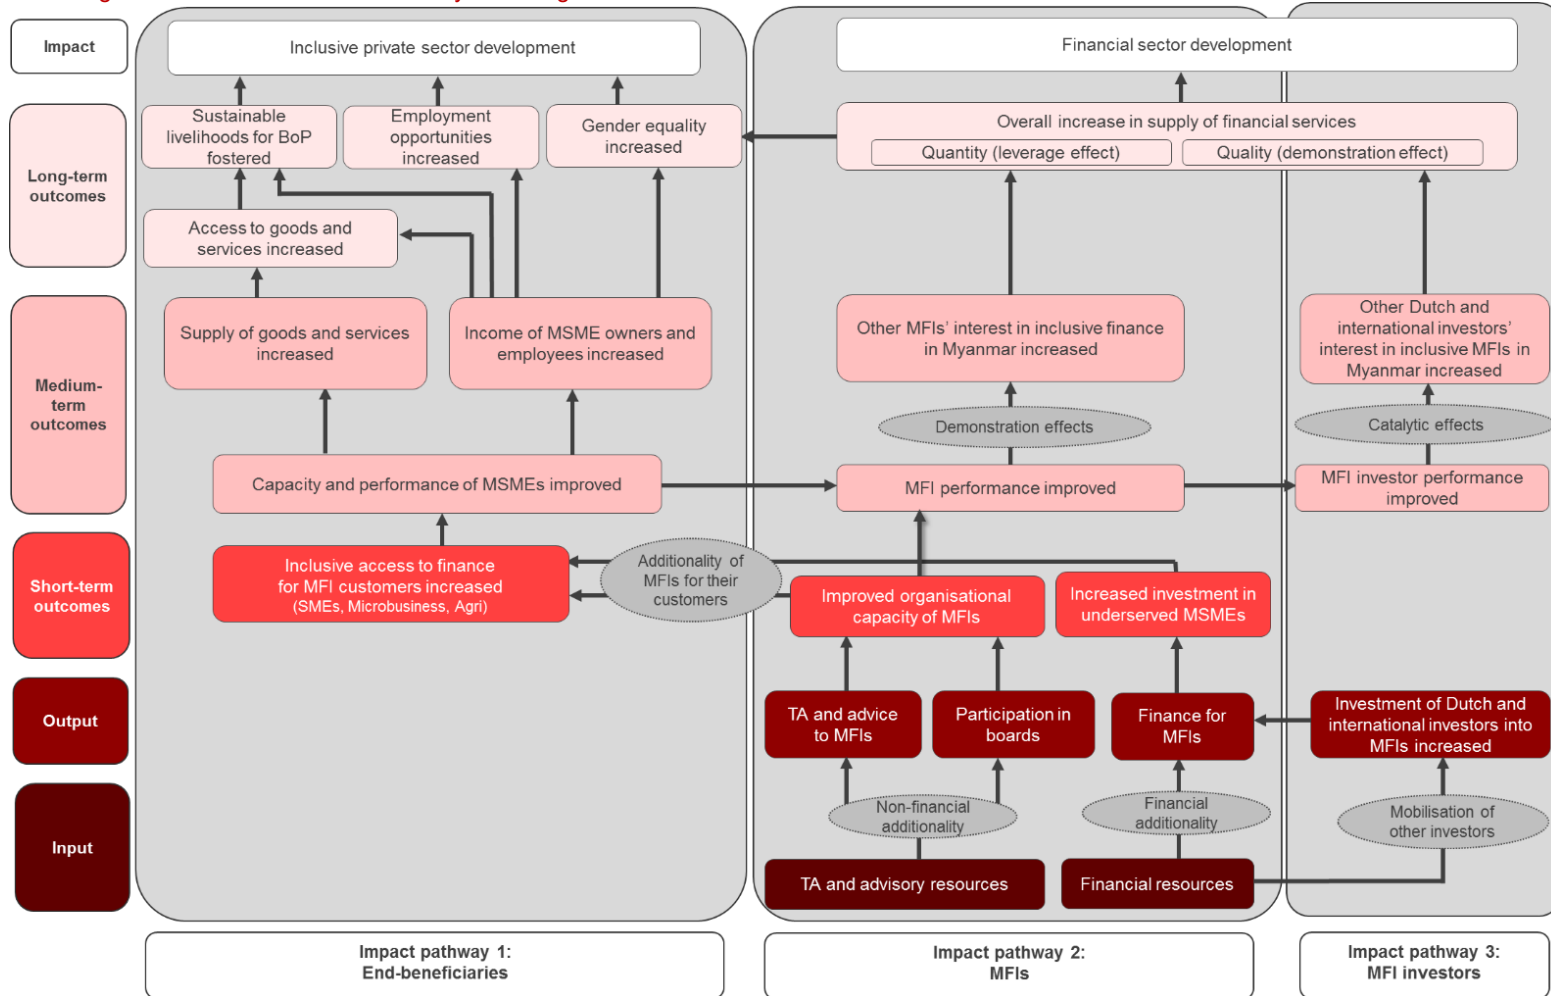 Impact
Inclusive private sector development
Financial sector development
Long-term
outcomes
Sustainable
livelihoods for BoP
fostered
Employment
opportunities
increased
Gender equality
increased
Overall increase in supply of financial services
Quantity (leverage effect)
Quality (demonstration effect)
Access to goods and
services increased
Medium-
term
outcomes
Supply of goods and services
increased
Income of MSME owners and
employees increased
Other MFIs’ interest in inclusive finance
in Myanmar increased
Other Dutch and
international investors’
interest in inclusive MFIs in
Myanmar increased
Demonstration effects
Catalytic effects
Capacity and performance of MSMEs improved
MFI performance improved
MFI investor performance
improved
Short-term
outcomes
Inclusive access to finance
for MFI customers increased
(SMEs, Microbusiness, Agri)
Additionality of
MFIs for their
customers
Improved organisational
capacity of MFIs
Increased investment in
underserved MSMEs
Output
TA and advice
to MFIs
Participation in
boards
Finance for
MFIs
Investment of Dutch and
international investors into
MFIs increased
Input
Non-financial
additionality
Financial
additionality
Mobilisation of
other investors
TA and advisory resources
Financial resources
Impact pathway 1:
End-beneficiaries
Impact pathway 2:
MFIs
Impact pathway 3:
MFI investors